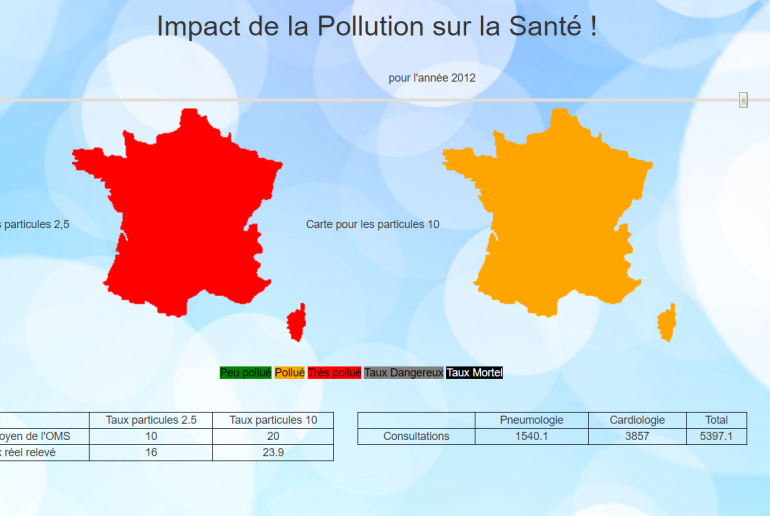 Impact de la Pollution sur la Santé !
pour l'année 2012
particules 2,5
Carte pour les particules 10
Peu pollué Pollué Très pollué Taux Dangereux Taux Mortel
Taux particules 2.5 Taux particules 10
de l'OMS 10 20
réel relevé 16 23.9
Pneumologie Cardiologie Total
Consultations 1540.1 3857 5397.1